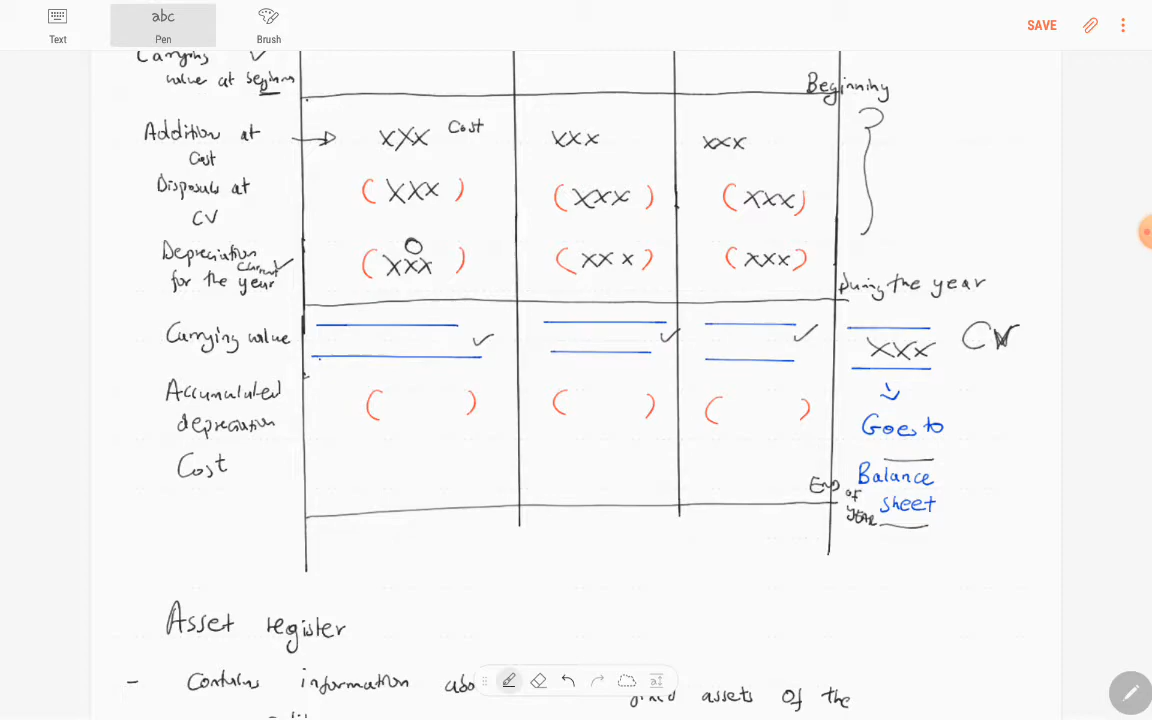 abc
Text
Pen
Brush
SAVE
Carrying
value at begining
Beginning
Addition at
Cost
XXX Cost
XXX
XXX
Disposals at
CV
( XXX )
( XXX )
( XXX )
Depreciation
for the current
year
( XXX )
( XX X )
( XXX )
During the year
Carrying value
XXX
CV
Accumulated
depreciation
( )
( )
( )
Goes to
Cost
Balance
sheet
END
of
year
Asset register
- Contains information
assets of the